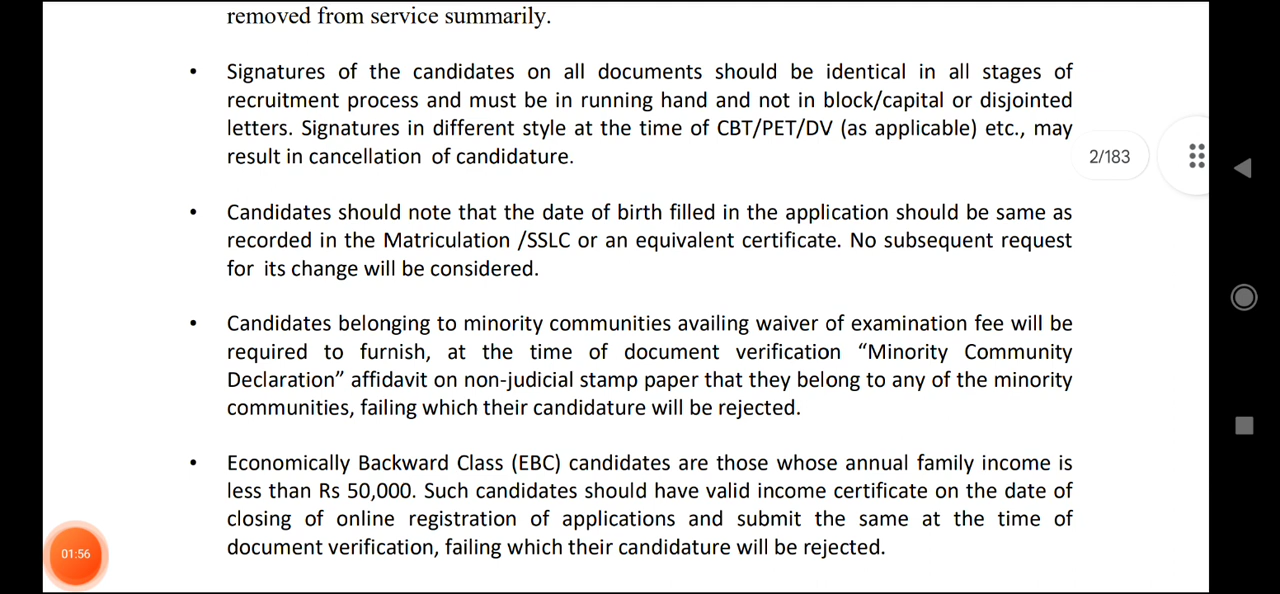 removed from service summarily.
• Signatures of the candidates on all documents should be identical in all stages of
recruitment process and must be in running hand and not in block/capital or disjointed
letters. Signatures in different style at the time of CBT/PET/DV (as applicable) etc., may
result in cancellation of candidature.
2/183
• Candidates should note that the date of birth filled in the application should be same as
recorded in the Matriculation /SSLC or an equivalent certificate. No subsequent request
for its change will be considered.
• Candidates belonging to minority communities availing waiver of examination fee will be
required to furnish, at the time of document verification “Minority Community
Declaration” affidavit on non-judicial stamp paper that they belong to any of the minority
communities, failing which their candidature will be rejected.
• Economically Backward Class (EBC) candidates are those whose annual family income is
less than Rs 50,000. Such candidates should have valid income certificate on the date of
closing of online registration of applications and submit the same at the time of
document verification, failing which their candidature will be rejected.
01:56